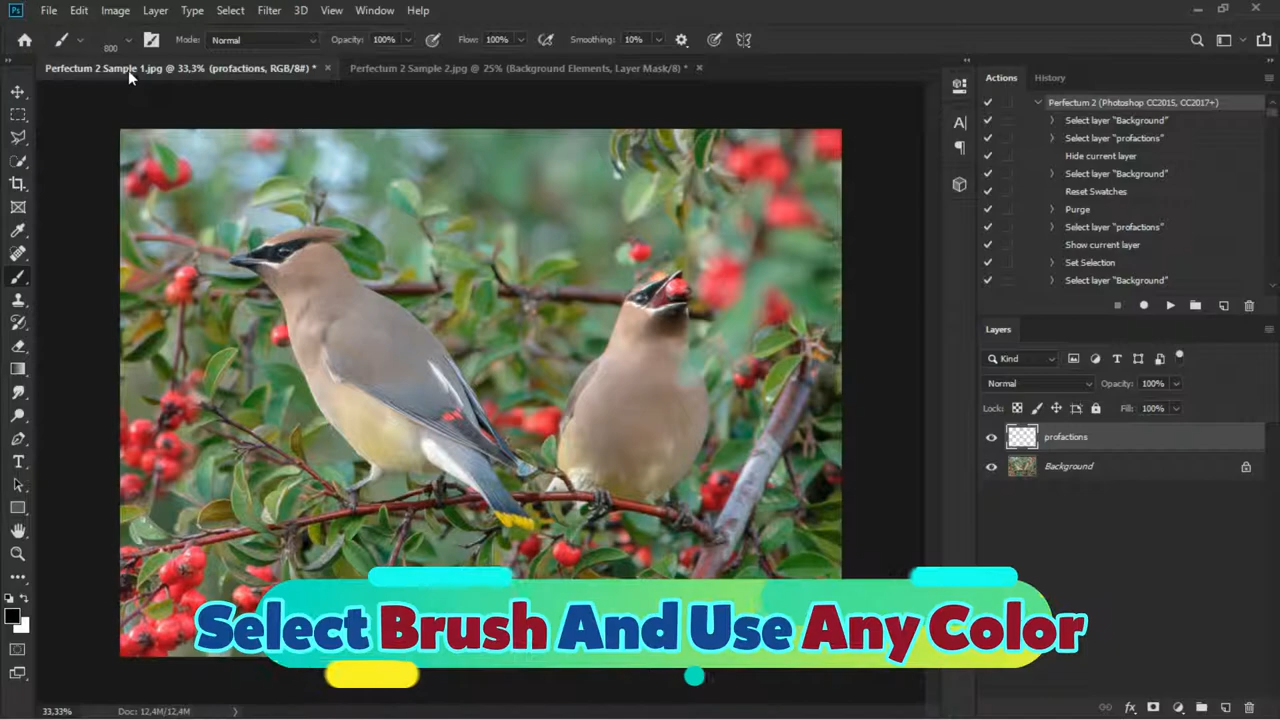 Ps File Edit Image Layer Type Select Filter 3D View Window Help
800 Mode: Normal Opacity: 100% Flow: 100% Smoothing: 10%
Perfectum 2 Sample 1.jpg @ 33,3% (profactions, RGB/8#) * × Perfectum 2 Sample 2.jpg @ 25% (Background Elements, Layer Mask/8) * ×
Actions History
Perfectum 2 (Photoshop CC2015, CC2017+)
Select layer "Background"
Select layer "profactions"
Hide current layer
Select layer "Background"
Reset Swatches
Purge
Select layer "profactions"
Show current layer
Set Selection
Select layer "Background"
Layers
Kind
Normal Opacity: 100%
Lock: Fill: 100%
profactions
Background
Select Brush And Use Any Color
33,33% Doc: 12,4M/12,4M